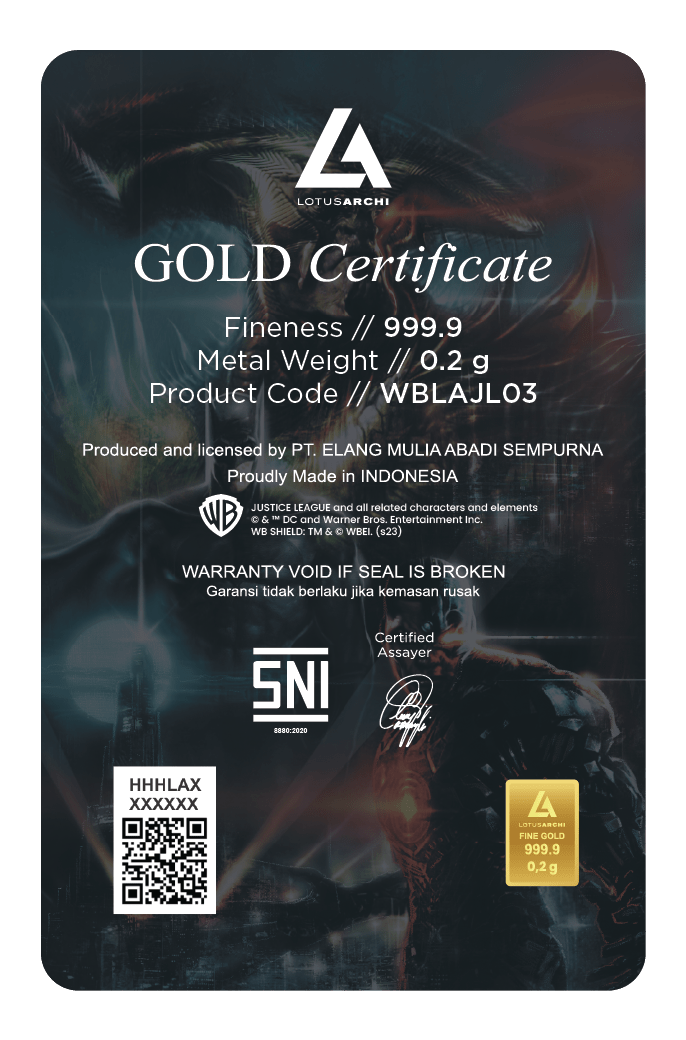 LOTUSARCHI
GOLD Certificate
Fineness // 999.9
Metal Weight // 0.2 g
Product Code // WBLAJL03
Produced and licensed by PT. ELANG MULIA ABADI SEMPURNA
Proudly Made in INDONESIA
WB
JUSTICE LEAGUE and all related characters and elements
© & ™ DC and Warner Bros. Entertainment Inc.
WB SHIELD: TM & © WBEI. (s23)
WARRANTY VOID IF SEAL IS BROKEN
Garansi tidak berlaku jika kemasan rusak
SNI
8880:2020
Certified
Assayer
HHHLAX
XXXXXX
LOTUSARCHI
FINE GOLD
999.9
0,2 g